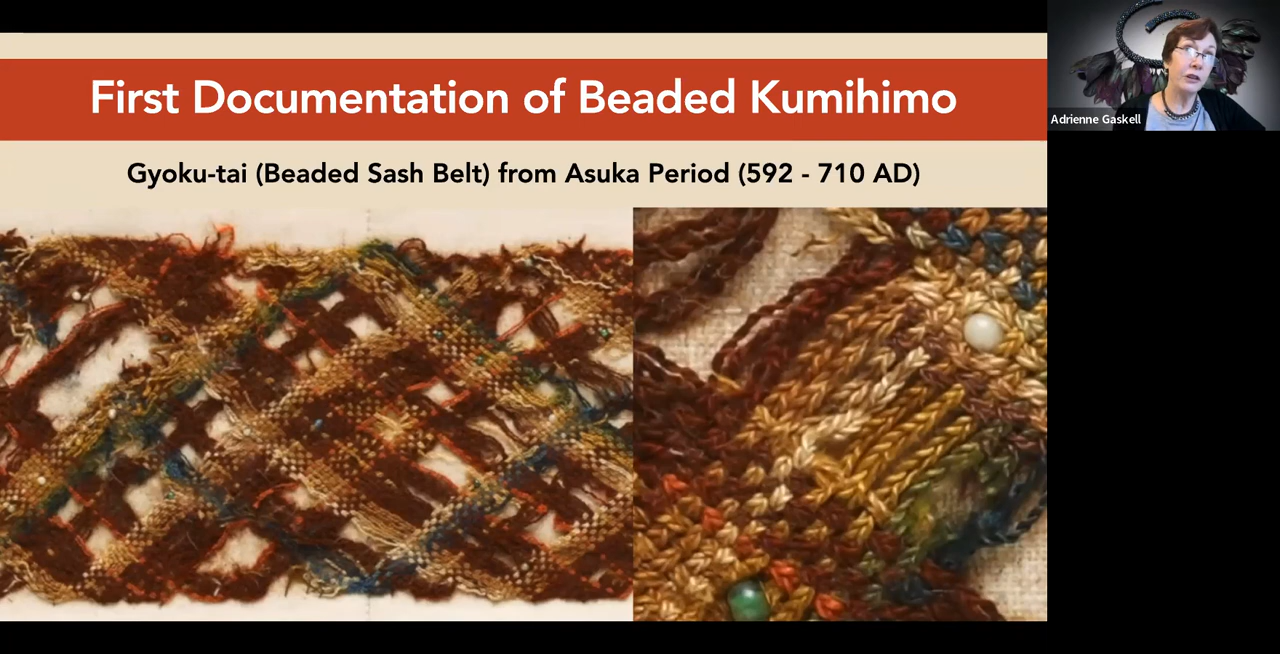 First Documentation of Beaded Kumihimo
Gyoku-tai (Beaded Sash Belt) from Asuka Period (592 - 710 AD)
Adrienne Gaskell